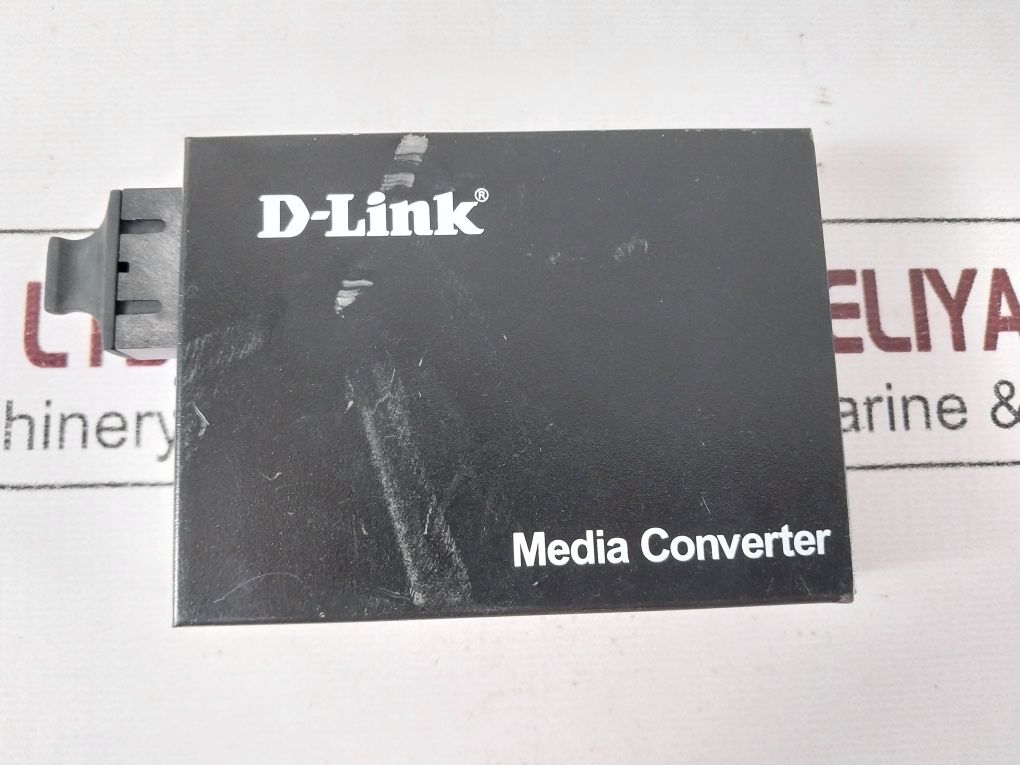 D-Link®
ELIYA
hinery
arine &
Media Converter